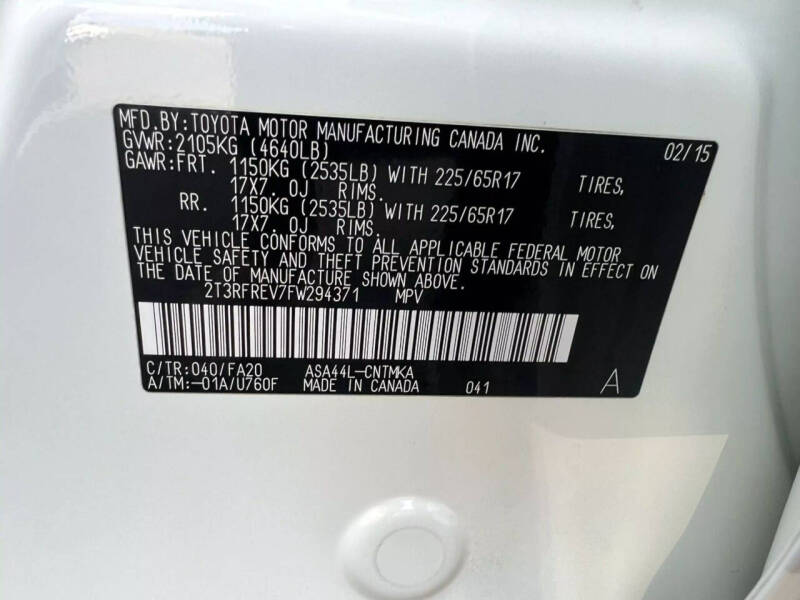 MFD.BY:TOYOTA MOTOR MANUFACTURING CANADA INC. 02/15
GVWR:2105KG (4640LB)
GAWR:FRT. 1150KG (2535LB) WITH 225/65R17 TIRES,
17X7.0J RIMS.
RR. 1150KG (2535LB) WITH 225/65R17 TIRES,
17X7.0J RIMS.
THIS VEHICLE CONFORMS TO ALL APPLICABLE FEDERAL MOTOR
VEHICLE SAFETY AND THEFT PREVENTION STANDARDS IN EFFECT ON
THE DATE OF MANUFACTURE SHOWN ABOVE.
2T3RFREV7FW294371 MPV
C/TR:040/FA20 ASA44L-CNTMKA
A/TM:-01A/U760F MADE IN CANADA 041 A